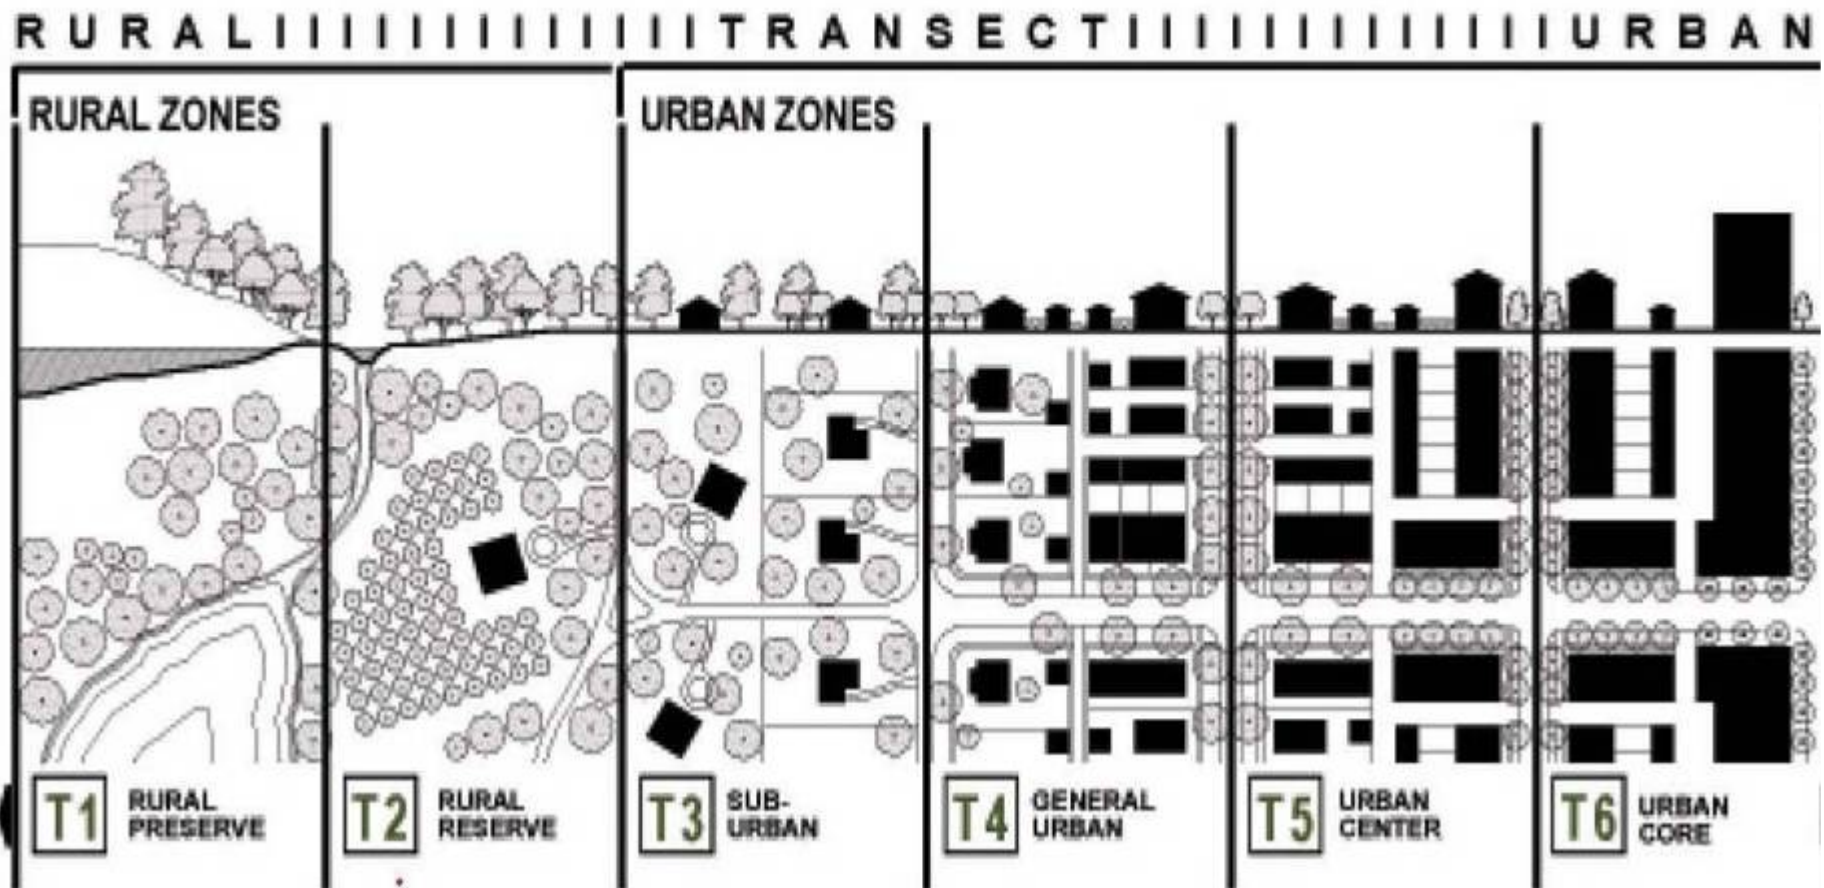 RURAL I I I I I I I I I I I I I TRANSECT I I I I I I I I I I I I I URBAN
RURAL ZONES
URBAN ZONES
T1 RURAL
PRESERVE
T2 RURAL
RESERVE
T3 SUB-
URBAN
T4 GENERAL
URBAN
T5 URBAN
CENTER
T6 URBAN
CORE